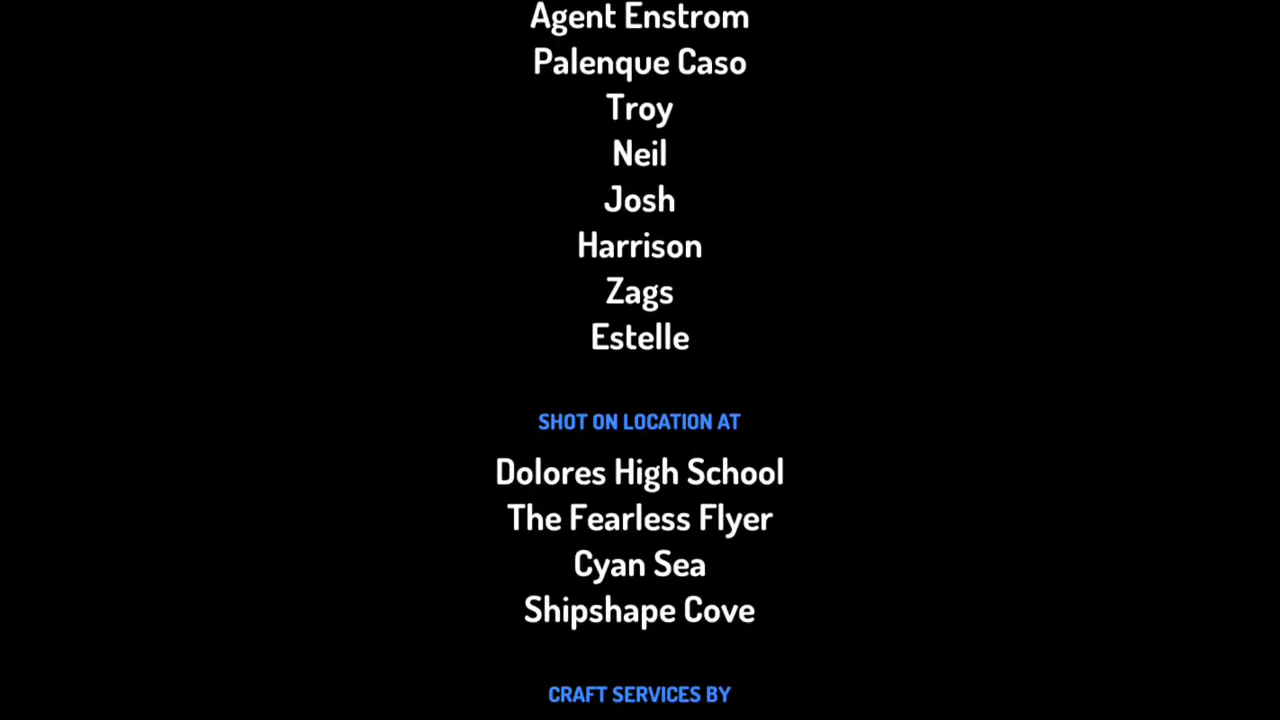 Agent Enstrom
Palenque Caso
Troy
Neil
Josh
Harrison
Zags
Estelle
SHOT ON LOCATION AT
Dolores High School
The Fearless Flyer
Cyan Sea
Shipshape Cove
CRAFT SERVICES BY